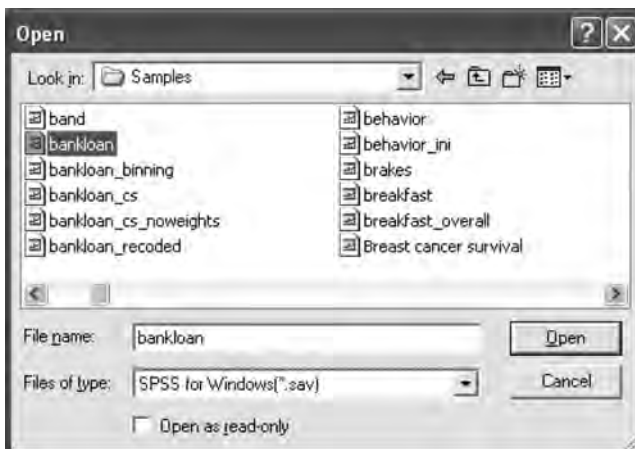 Open
Look in: Samples
band
bankloan
bankloan_binning
bankloan_cs
bankloan_cs_noweights
bankloan_recoded
behavior
behavior_ini
brakes
breakfast
breakfast_overall
Breast cancer survival
File name: bankloan Open
Files of type: SPSS for Windows(*.sav) Cancel
Open as read-only